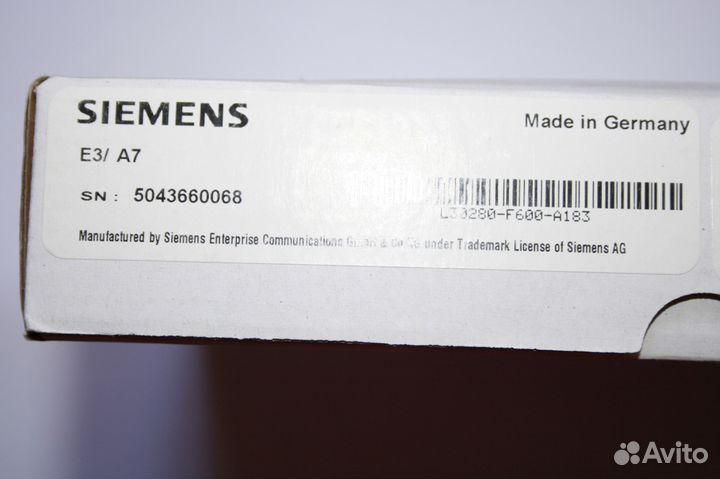 SIEMENS
Made in Germany
E3/ A7
SN: 5043660068
L30280-F600-A183
Manufactured by Siemens Enterprise Communications GmbH & Co KG under Trademark License of Siemens AG
Avito